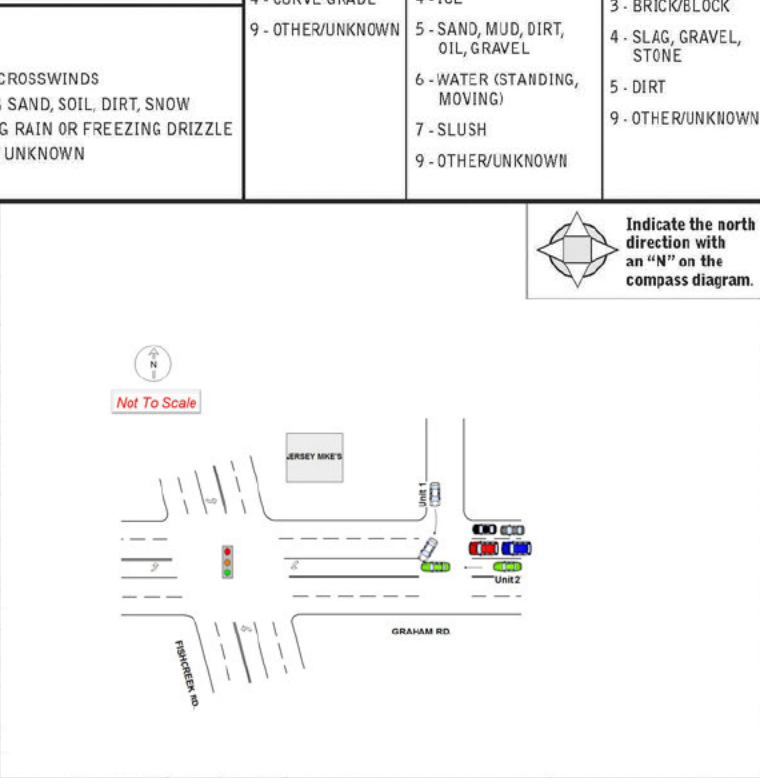 4 - CURVE GRADE
9 - OTHER/UNKNOWN
4 - ICE
5 - SAND, MUD, DIRT,
OIL, GRAVEL
6 - WATER (STANDING,
MOVING)
7 - SLUSH
9 - OTHER/UNKNOWN
3 - BRICK/BLOCK
4 - SLAG, GRAVEL,
STONE
5 - DIRT
9 - OTHER/UNKNOWN
CROSSWINDS
SAND, SOIL, DIRT, SNOW
G RAIN OR FREEZING DRIZZLE
UNKNOWN
Indicate the north
direction with
an “N” on the
compass diagram.
N
Not To Scale
JERSEY MIKE'S
Unit 1
Unit 2
GRAHAM RD.
FISHCREEK RD.